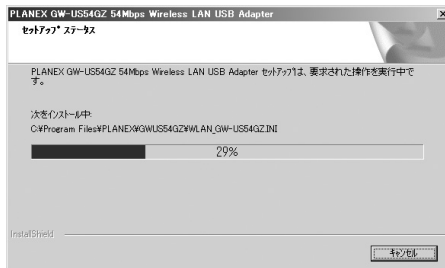 PLANEX GW-US54GZ 54Mbps Wireless LAN USB Adapter
セットアップ ステータス
PLANEX GW-US54GZ 54Mbps Wireless LAN USB Adapter セットアップは、要求された操作を実行中で
す。
次をインストール中:
C:¥Program Files¥PLANEX¥GWUS54GZ¥WLAN_GW-US54GZ.INI
29%
InstallShield
キャンセル